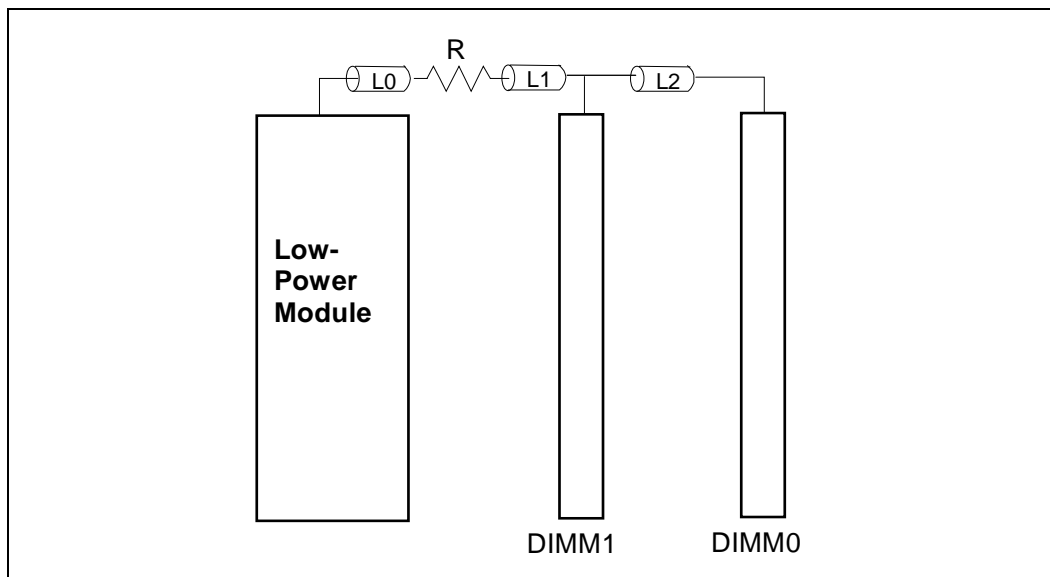 R
L0
L1
L2
Low-
Power
Module
DIMM1
DIMM0